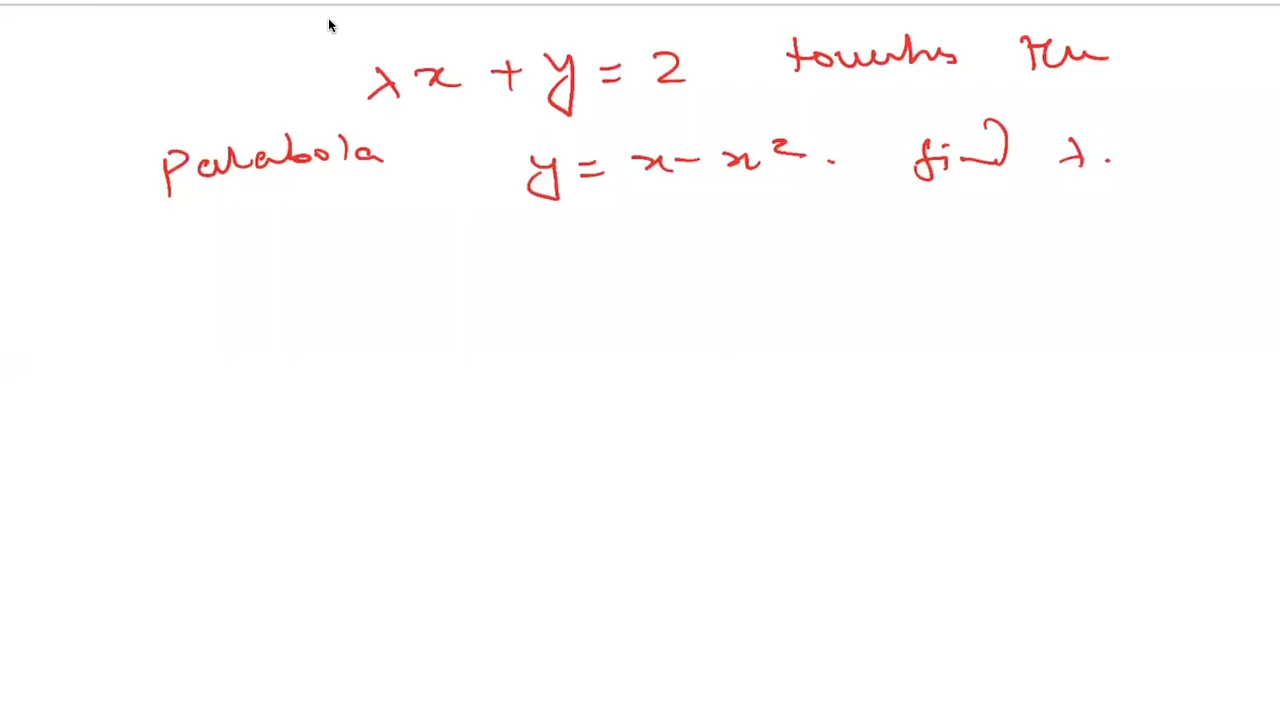 λx + y = 2 touches the
parabola y = x - x². find λ.